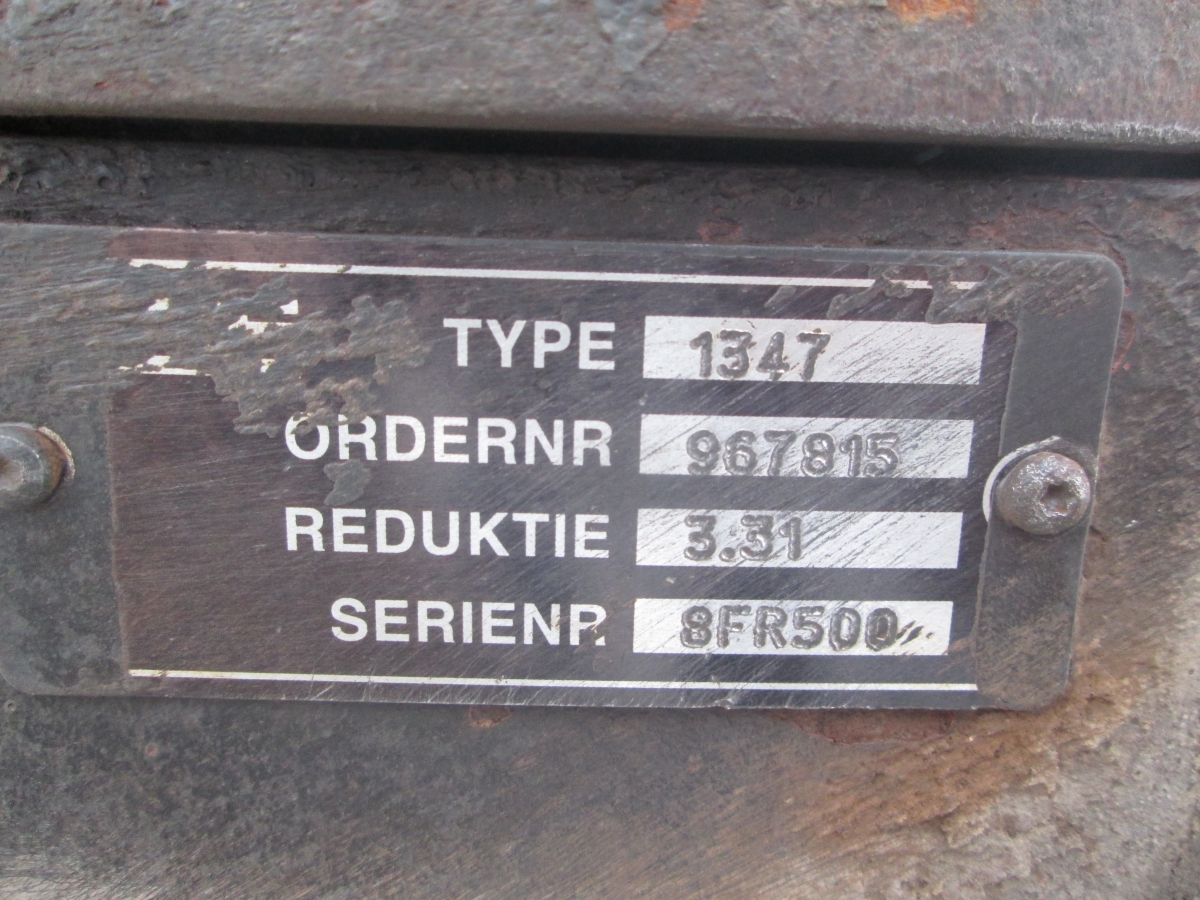 TYPE 1347
ORDERNR 967815
REDUKTIE 3.31
SERIENR 8FR500